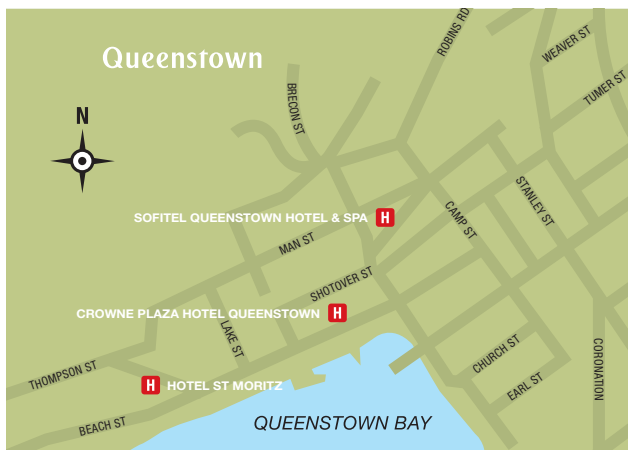 Queenstown
ROBINS RD
WEAVER ST
TUMER ST
BRECON ST
N
STANLEY ST
SOFITEL QUEENSTOWN HOTEL & SPA H
CAMP ST
MAN ST
SHOTOVER ST
CROWNE PLAZA HOTEL QUEENSTOWN H
LAKE ST
CHURCH ST
CORONATION
THOMPSON ST
H HOTEL ST MORITZ
EARL ST
BEACH ST
QUEENSTOWN BAY